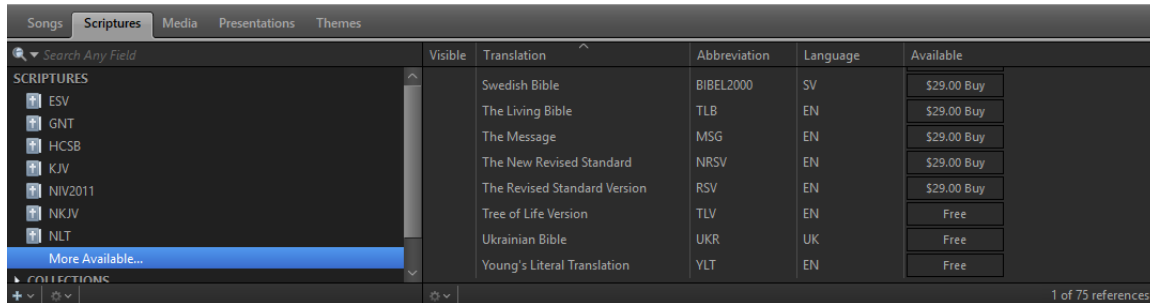 Songs Scriptures Media Presentations Themes
Search Any Field
Visible Translation Abbreviation Language Available
SCRIPTURES
ESV
GNT
HCSB
KJV
NIV2011
NKJV
NLT
More Available...
COLLECTIONS
Swedish Bible BIBEL2000 SV $29.00 Buy
The Living Bible TLB EN $29.00 Buy
The Message MSG EN $29.00 Buy
The New Revised Standard NRSV EN $29.00 Buy
The Revised Standard Version RSV EN $29.00 Buy
Tree of Life Version TLV EN Free
Ukrainian Bible UKR UK Free
Young's Literal Translation YLT EN Free
1 of 75 references